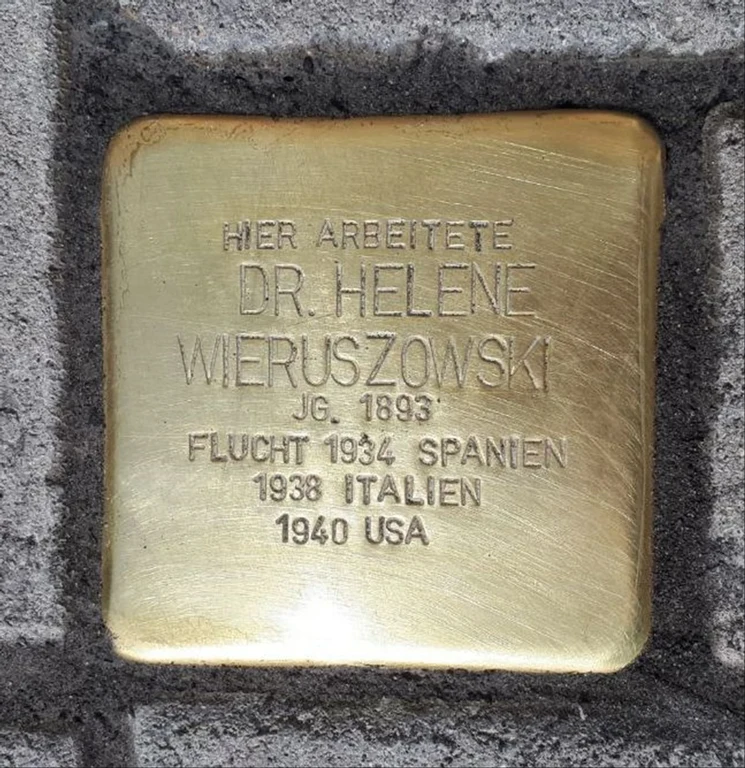 HIER ARBEITETE
DR. HELENE
WIERUSZOWSKI
JG. 1893
FLUCHT 1934 SPANIEN
1938 ITALIEN
1940 USA